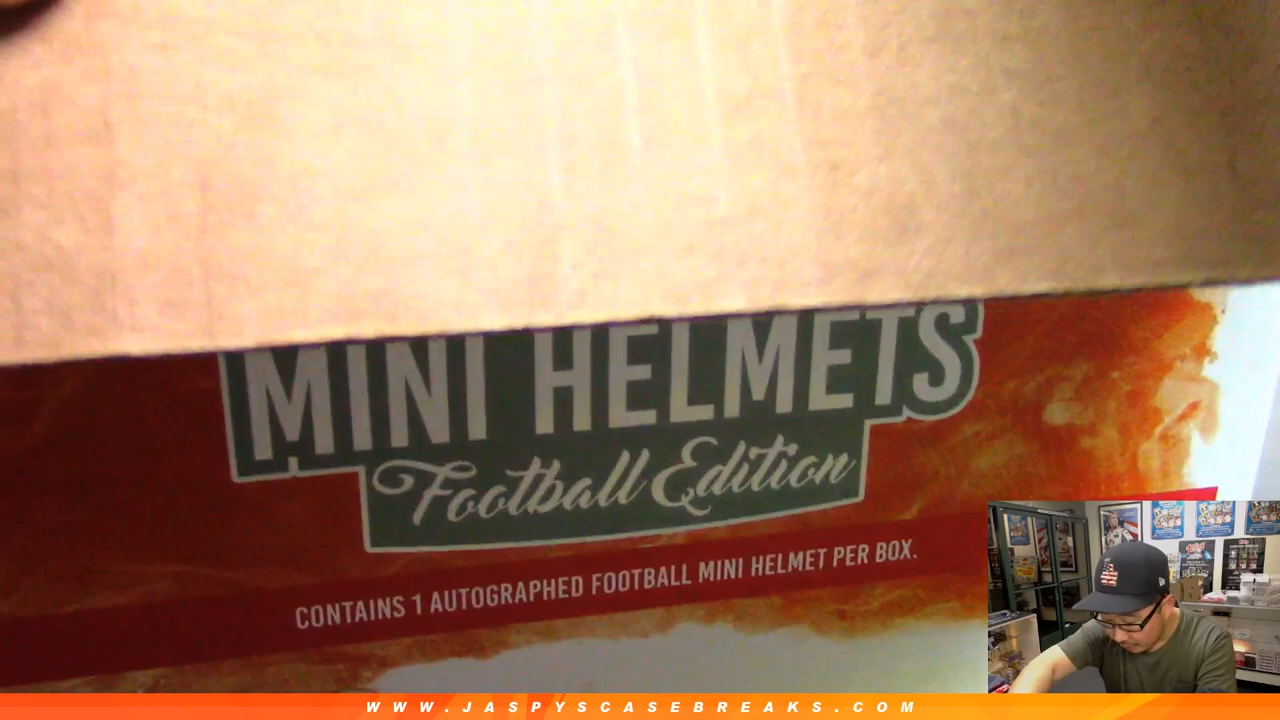 MINI HELMETS
Football Edition
CONTAINS 1 AUTOGRAPHED FOOTBALL MINI HELMET PER BOX.
WWW.JASPYSCASEBREAKS.COM